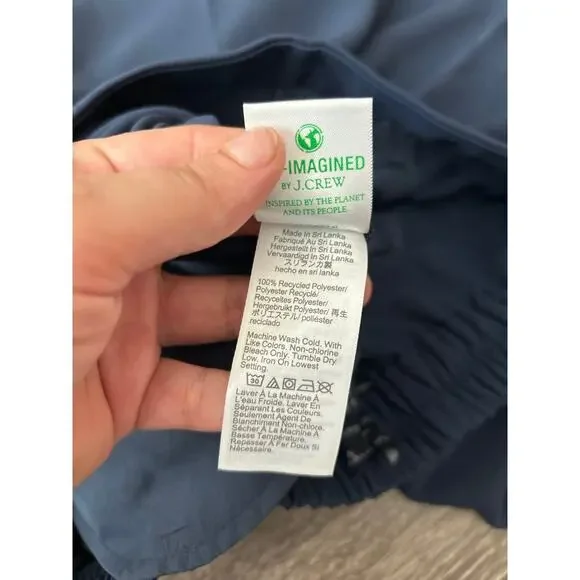 -IMAGINED
BY J.CREW
INSPIRED BY THE PLANET
AND ITS PEOPLE
Made In Sri Lanka
Fabriqué Au Sri Lanka
Hergestellt In Sri Lanka
Vervaardigd In Sri Lanka
スリランカ製
hecho en sri lanka
100% Recycled Polyester/
Polyester Recyclé/
Recyceltes Polyester/
Hergebruikt Polyester/ 再生
ポリエステル/ poliéster
reciclado
Machine Wash Cold. With
Like Colors. Non-chlorine
Bleach Only. Tumble Dry
Low. Iron On Lowest
Setting.
30
Laver À La Machine À
L'eau Froide. Laver En
Séparant Les Couleurs.
Seulement Agent De
Blanchiment Non-chlor.
Sécher À La Machine À
Basse Température.
Repasser À Fer Doux Si
Nécessaire.